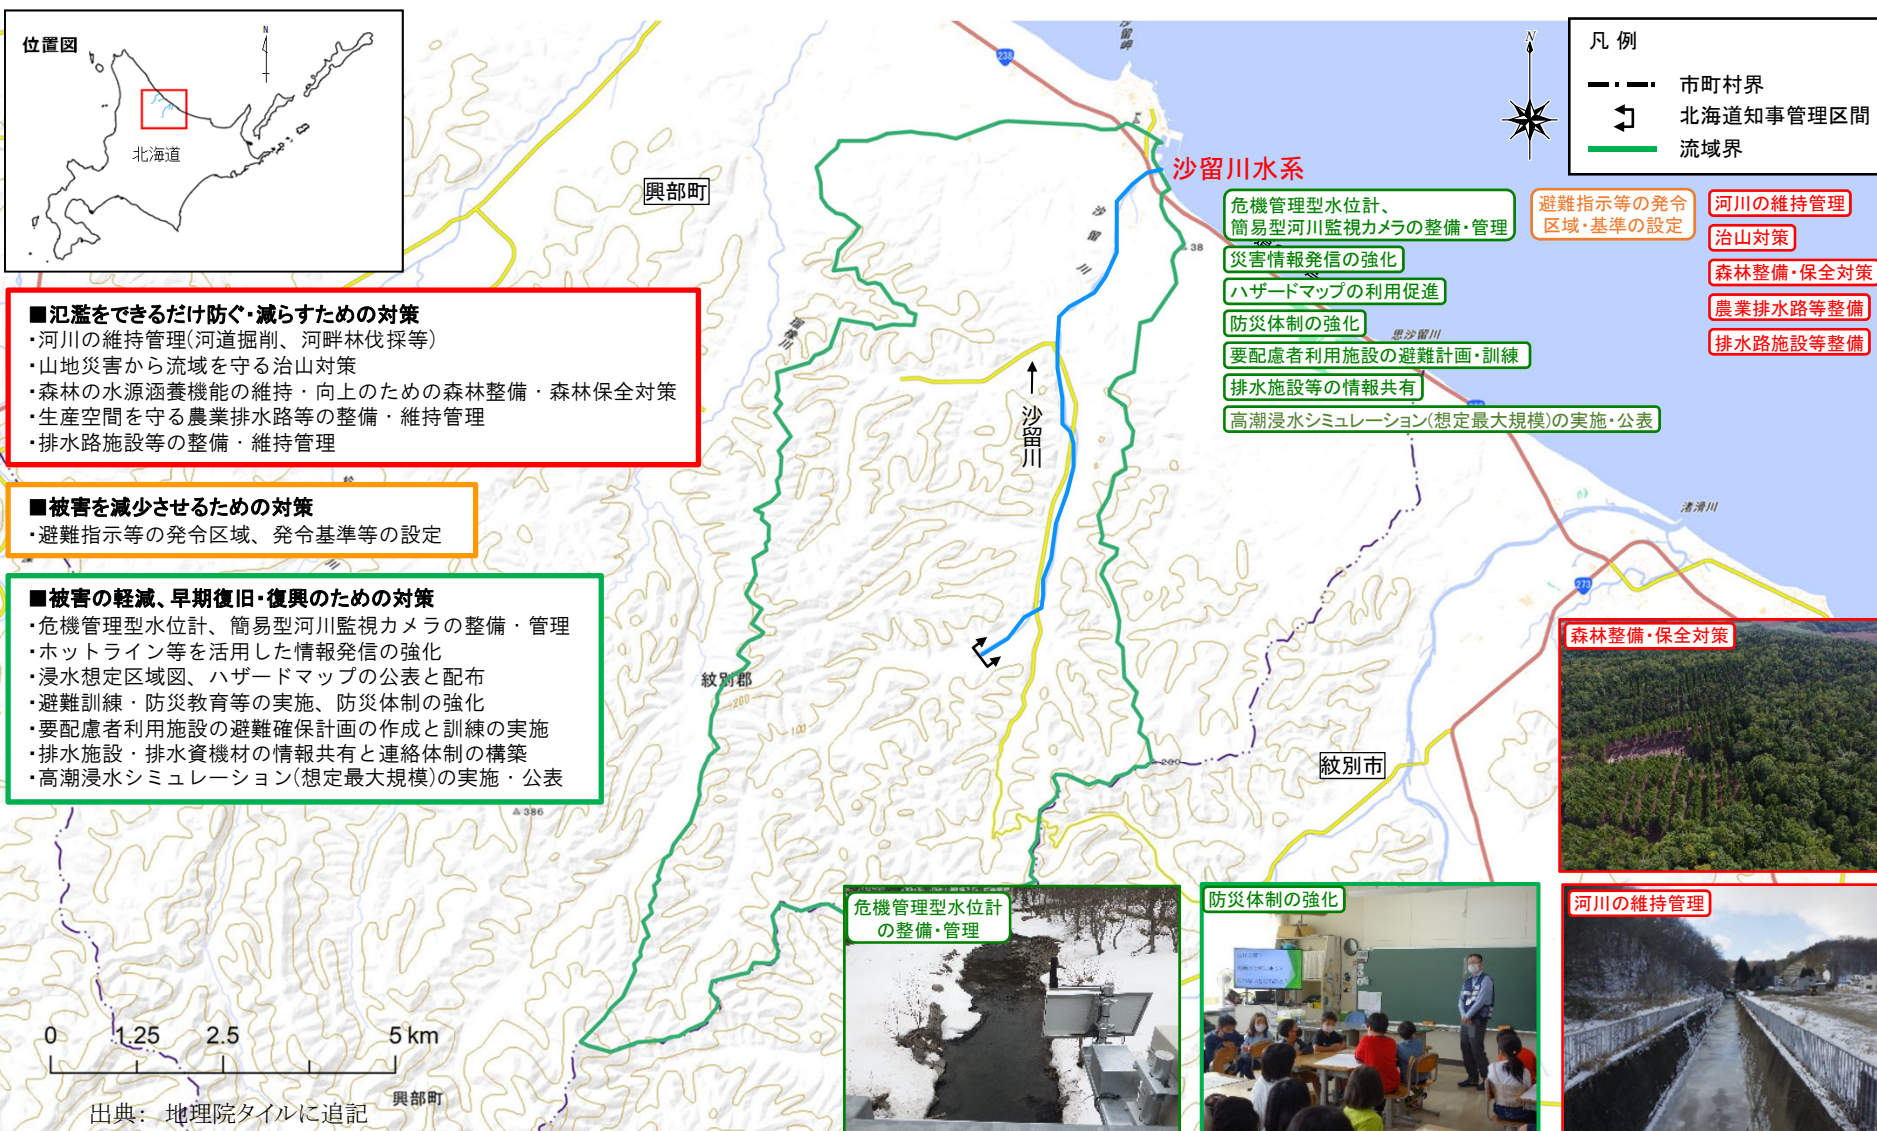 位置図
N
北海道
N
凡 例
市町村界
北海道知事管理区間
流域界
238
沙留岬
興部町
沙留川水系
沙留川
38
瑠橡川
沙留川
危機管理型水位計、
簡易型河川監視カメラの整備・管理
災害情報発信の強化
ハザードマップの利用促進
防災体制の強化
要配慮者利用施設の避難計画・訓練
排水施設等の情報共有
高潮浸水シミュレーション(想定最大規模)の実施・公表
避難指示等の発令
区域・基準の設定
河川の維持管理
治山対策
森林整備・保全対策
農業排水路等整備
排水路施設等整備
思沙留川
渚滑川
273
■氾濫をできるだけ防ぐ・減らすための対策
・河川の維持管理(河道掘削、河畔林伐採等)
・山地災害から流域を守る治山対策
・森林の水源涵養機能の維持・向上のための森林整備・森林保全対策
・生産空間を守る農業排水路等の整備・維持管理
・排水路施設等の整備・維持管理
■被害を減少させるための対策
・避難指示等の発令区域、発令基準等の設定
■被害の軽減、早期復旧・復興のための対策
・危機管理型水位計、簡易型河川監視カメラの整備・管理
・ホットライン等を活用した情報発信の強化
・浸水想定区域図、ハザードマップの公表と配布
・避難訓練・防災教育等の実施、防災体制の強化
・要配慮者利用施設の避難確保計画の作成と訓練の実施
・排水施設・排水資機材の情報共有と連絡体制の構築
・高潮浸水シミュレーション(想定最大規模)の実施・公表
紋別郡
200
100
200
386
紋別市
森林整備・保全対策
危機管理型水位計
の整備・管理
防災体制の強化
河川の維持管理
0 1.25 2.5 5 km
興部町
出典： 地理院タイルに追記